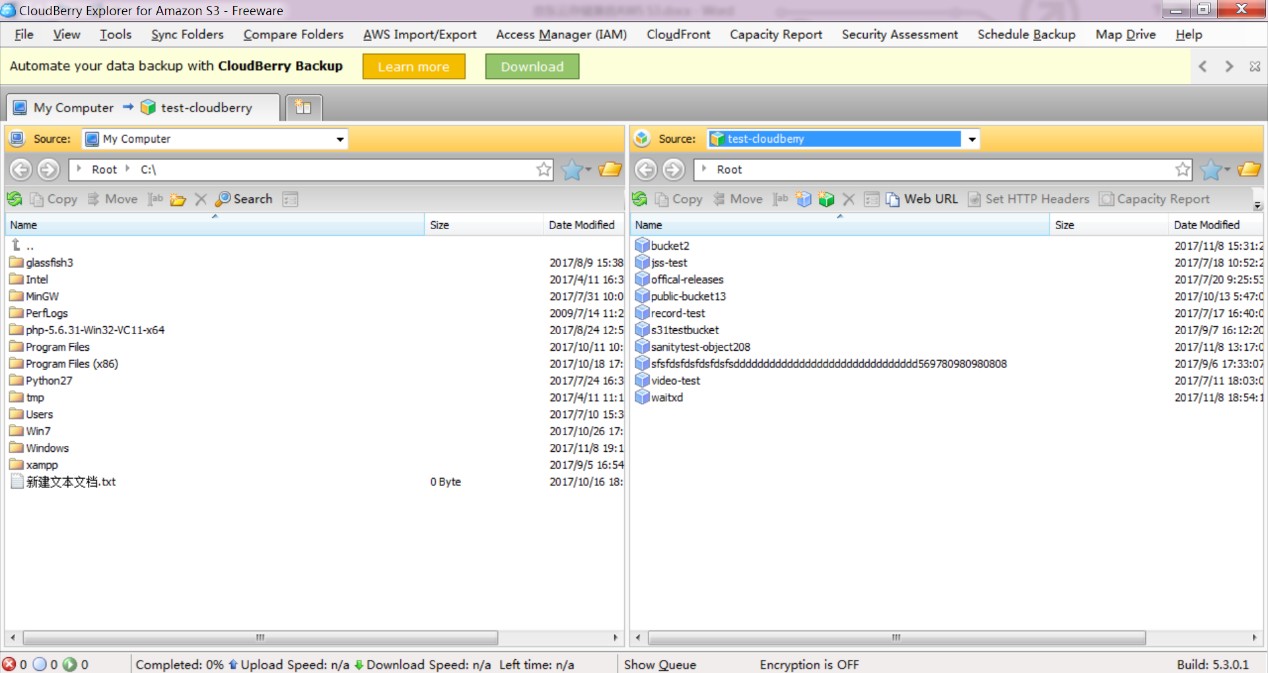 CloudBerry Explorer for Amazon S3 - Freeware
File View Tools Sync Folders Compare Folders AWS Import/Export Access Manager (IAM) CloudFront Capacity Report Security Assessment Schedule Backup Map Drive Help
Automate your data backup with CloudBerry Backup Learn more Download
My Computer test-cloudberry
Source: My Computer
Root C:\
Copy Move Search
Name Size Date Modified
..
glassfish3 2017/8/9 15:38
Intel 2017/4/11 16:3
MinGW 2017/7/31 10:0
PerfLogs 2009/7/14 11:2
php-5.6.31-Win32-VC11-x64 2017/8/24 12:5
Program Files 2017/10/11 10:
Program Files (x86) 2017/10/18 17:
Python27 2017/7/24 16:3
tmp 2017/4/11 11:1
Users 2017/7/10 15:3
Win7 2017/10/26 17:
Windows 2017/11/8 19:1
xampp 2017/9/5 16:54
新建文本文档.txt 0 Byte 2017/10/16 18:
Source: test-cloudberry
Root
Copy Move Web URL Set HTTP Headers Capacity Report
Name Size Date Modified
bucket2 2017/11/8 15:31:2
jss-test 2017/7/18 10:52:2
offical-releases 2017/7/20 9:25:53
public-bucket13 2017/10/13 5:47:0
record-test 2017/7/17 16:40:0
s31testbucket 2017/9/7 16:12:20
sanitytest-object208 2017/11/8 13:17:0
sfsfdsfdsfdsfdsfsdddddddddddddddddddddddddddddddd569780980980808 2017/9/6 17:33:07
video-test 2017/7/11 18:03:0
waitxd 2017/11/8 18:54:1
0 0 0 Completed: 0% Upload Speed: n/a Download Speed: n/a Left time: n/a Show Queue Encryption is OFF Build: 5.3.0.1